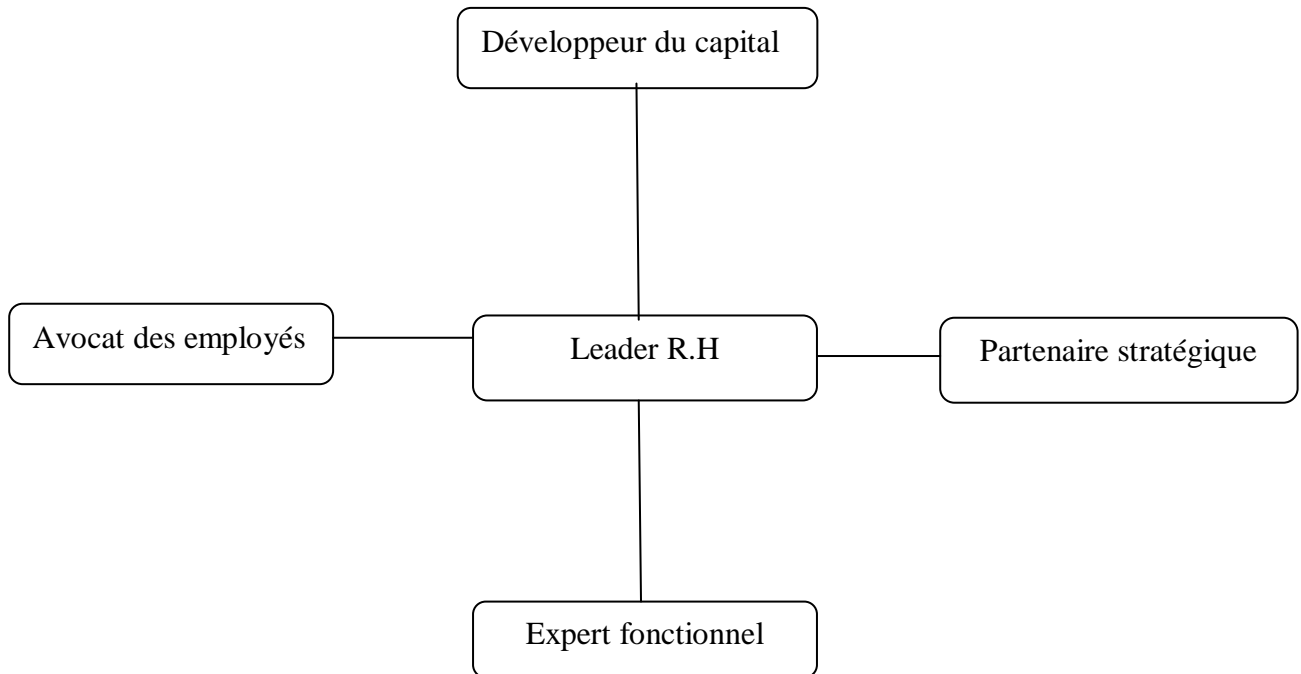 Développeur du capital
Avocat des employés
Leader R.H
Partenaire stratégique
Expert fonctionnel